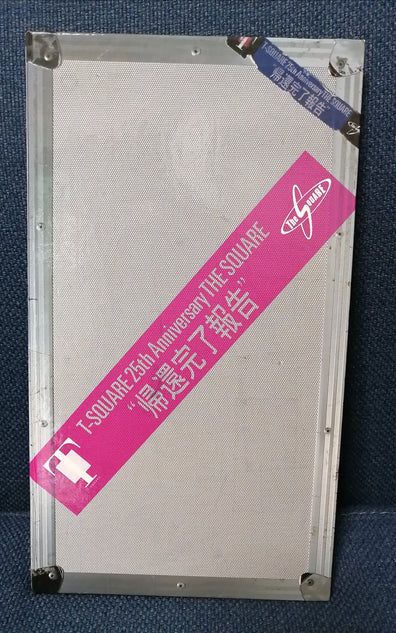 T-SQUARE 25th Anniversary THE SQUARE
"帰還完了報告"
The SQUARE
T-SQUARE 25th Anniversary THE SQUARE
“帰還完了報告”